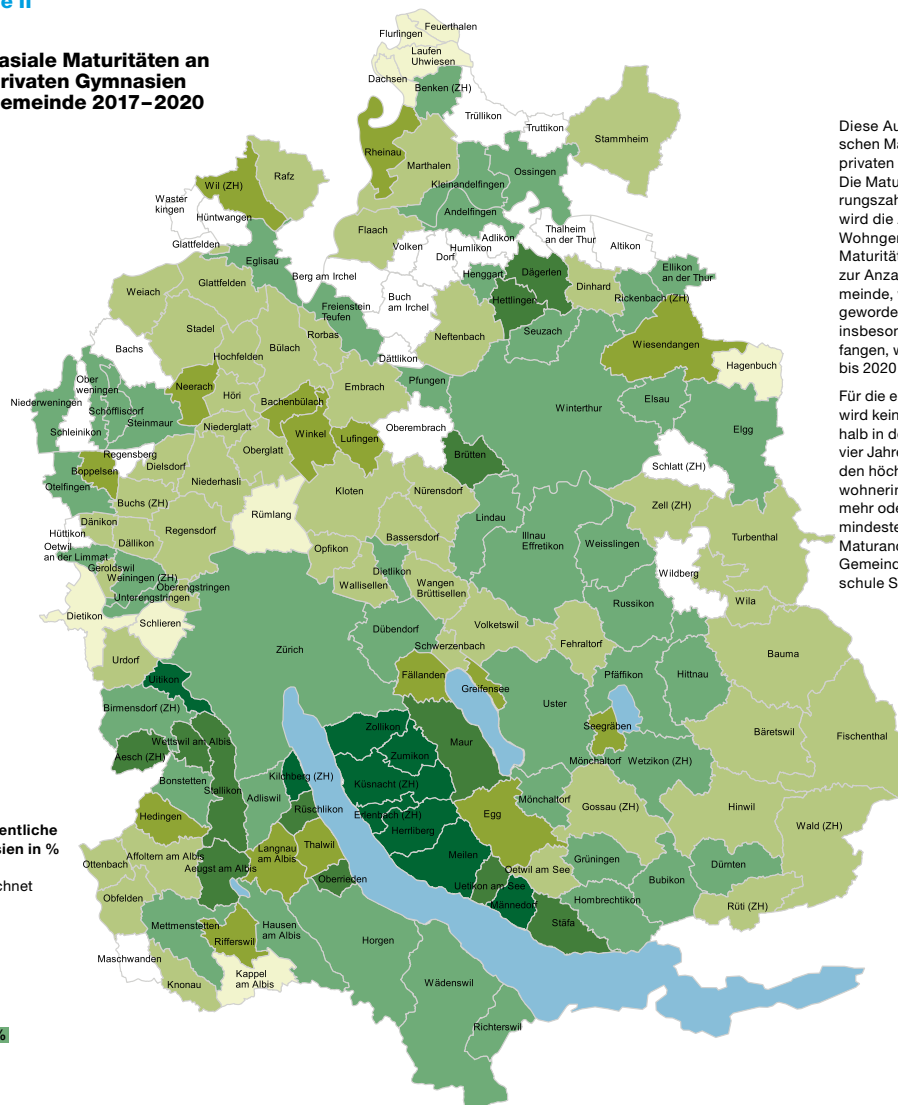 e II
asiale Maturitäten an
rivaten Gymnasien
emeinde 2017–2020
Feuerthalen
Flurlingen
Laufen
Uhwiesen
Dachsen
Benken (ZH)
Trüllikon
Truttikon
Stammheim
Rheinau
Marthalen
Ossingen
Kleinandelfingen
Andelfingen
Wil (ZH)
Rafz
Waster
kingen
Hüntwangen
Glattfelden
Eglisau
Flaach
Volken
Dorf
Humlikon
Adlikon
Thalheim
an der Thur
Altikon
Berg am Irchel
Buch
am Irchel
Henggart
Dägerlen
Hettlingen
Dinhard
Ellikon
an der Thur
Rickenbach (ZH)
Weiach
Glattfelden
Freienstein
Teufen
Stadel
Rorbas
Bülach
Hochfelden
Neftenbach
Seuzach
Wiesendangen
Hagenbuch
Bachs
Dättlikon
Pfungen
Ober
weningen
Niederweningen
Schöfflisdorf
Steinmaur
Schleinikon
Neerach
Höri
Bachenbülach
Embrach
Winterthur
Elsau
Elgg
Niederglatt
Winkel
Lufingen
Oberembrach
Brütten
Schlatt (ZH)
Regensberg
Dielsdorf
Oberglatt
Boppelsen
Otelfingen
Niederhasli
Buchs (ZH)
Kloten
Nürensdorf
Rümlang
Dänikon
Hüttikon
Dällikon
Regensdorf
Lindau
Illnau
Effretikon
Weisslingen
Zell (ZH)
Turbenthal
Oetwil
an der Limmat
Geroldswil
Weiningen (ZH)
Oberengstringen
Unterengstringen
Opfikon
Bassersdorf
Wallisellen
Dietlikon
Wangen
Brüttisellen
Wildberg
Wila
Russikon
Dietikon
Schlieren
Zürich
Dübendorf
Schwerzenbach
Volketswil
Fehraltorf
Bauma
Urdorf
Uitikon
Fällanden
Greifensee
Uster
Pfäffikon
Hittnau
Birmensdorf (ZH)
Seegräben
Bäretswil
Fischenthal
Wettswil am Albis
Aesch (ZH)
Zollikon
Zumikon
Maur
Mönchaltorf
Wetzikon (ZH)
Bonstetten
Stallikon
Adliswil
Kilchberg (ZH)
Küsnacht (ZH)
Rüschlikon
Erlenbach (ZH)
Herrliberg
Egg
Mönchaltorf
Gossau (ZH)
Hinwil
Wald (ZH)
Hedingen
Langnau
am Albis
Thalwil
Meilen
Ottenbach
Affoltern am Albis
Aeugst am Albis
Oberrieden
Oetwil am See
Uetikon am See
Grüningen
Dürnten
Bubikon
Obfelden
Männedorf
Hombrechtikon
Rüti (ZH)
Stäfa
Mettmenstetten
Rifferswil
Hausen
am Albis
Horgen
Maschwanden
Knonau
Kappel
am Albis
Wädenswil
Richterswil
Diese Au
schen Ma
privaten
Die Matu
rungszah
wird die
Wohnger
Maturität
zur Anza
meinde,
geworder
insbesor
fangen, w
bis 2020
Für die e
wird kein
halb in de
vier Jahre
den höch
wohnerin
mehr ode
mindeste
Maturand
Gemeind
schule S
entliche
sien in %
chnet
%